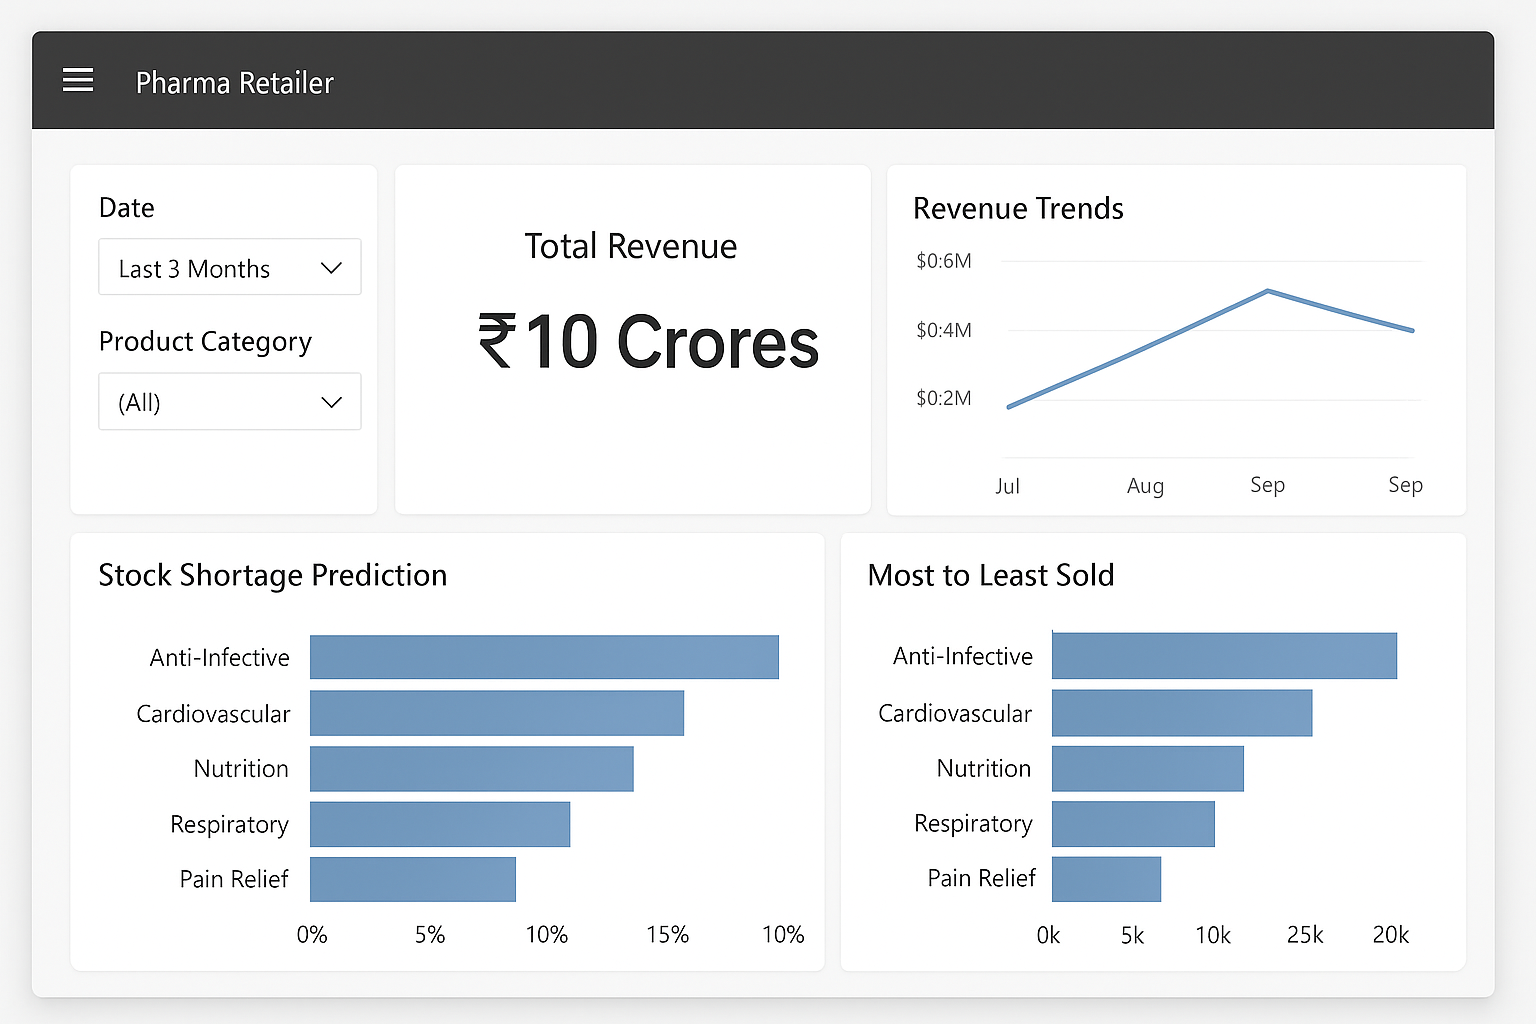 Pharma Retailer
Date
Last 3 Months
Product Category
(All)
Total Revenue
₹10 Crores
Revenue Trends
$0:6M
$0:4M
$0:2M
Jul Aug Sep Sep
Stock Shortage Prediction
Anti-Infective
Cardiovascular
Nutrition
Respiratory
Pain Relief
0% 5% 10% 15% 10%
Most to Least Sold
Anti-Infective
Cardiovascular
Nutrition
Respiratory
Pain Relief
0k 5k 10k 25k 20k